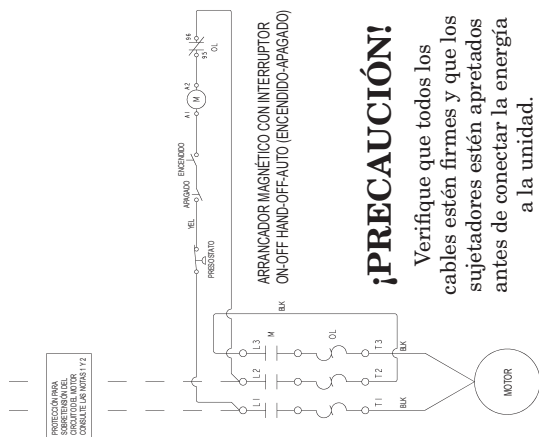 PROTECCIÓN PARA
SOBRETENSIÓN DEL
CIRCUITO DEL MOTOR
CONSULTE LAS NOTAS 1 Y 2
PRESOSTATO
YEL
APAGADO
ENCENDIDO
A1
M
A2
95
96
OL
L1
L2
L3
M
BLK
OL
T1
T2
T3
BLK
BLK
MOTOR
ARRANCADOR MAGNÉTICO CON INTERRUPTOR
ON-OFF HAND-OFF-AUTO (ENCENDIDO-APAGADO)
¡PRECAUCIÓN!
Verifique que todos los
cables estén firmes y que los
sujetadores estén apretados
antes de conectar la energía
a la unidad.